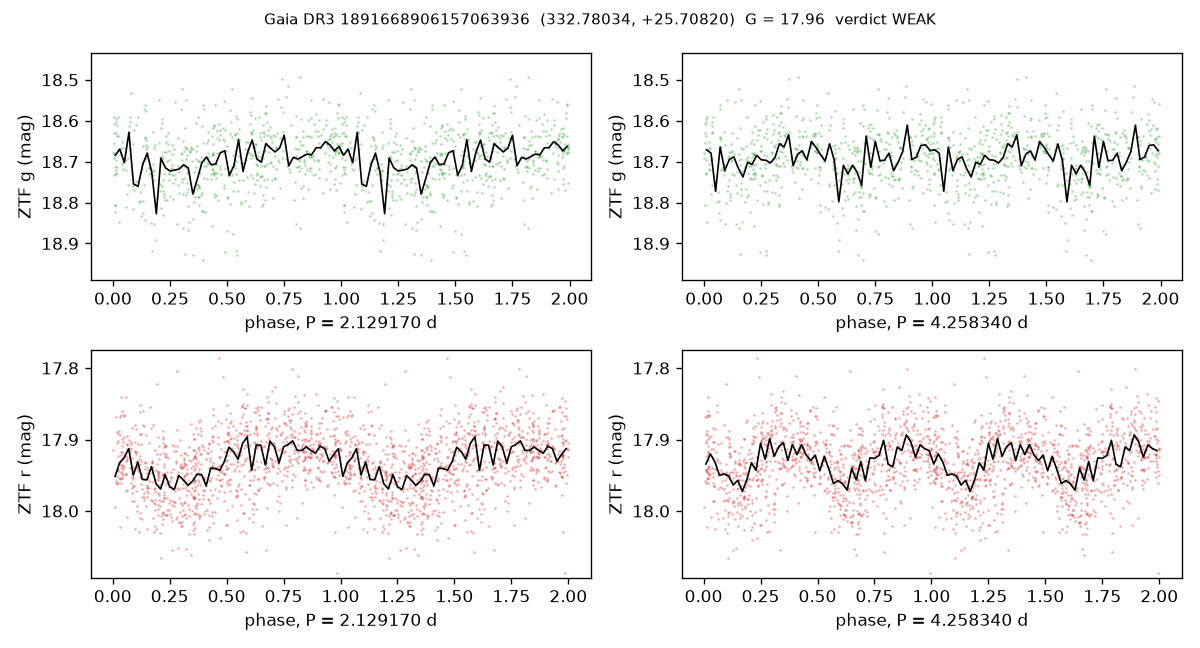 Gaia DR3 1891668906157063936 (332.78034, +25.70820) G = 17.96 verdict WEAK
ZTF g (mag)
18.5
18.6
18.7
18.8
18.9
0.00 0.25 0.50 0.75 1.00 1.25 1.50 1.75 2.00
phase, P = 2.129170 d
ZTF g (mag)
18.5
18.6
18.7
18.8
18.9
0.00 0.25 0.50 0.75 1.00 1.25 1.50 1.75 2.00
phase, P = 4.258340 d
ZTF r (mag)
17.8
17.9
18.0
0.00 0.25 0.50 0.75 1.00 1.25 1.50 1.75 2.00
phase, P = 2.129170 d
ZTF r (mag)
17.8
17.9
18.0
0.00 0.25 0.50 0.75 1.00 1.25 1.50 1.75 2.00
phase, P = 4.258340 d